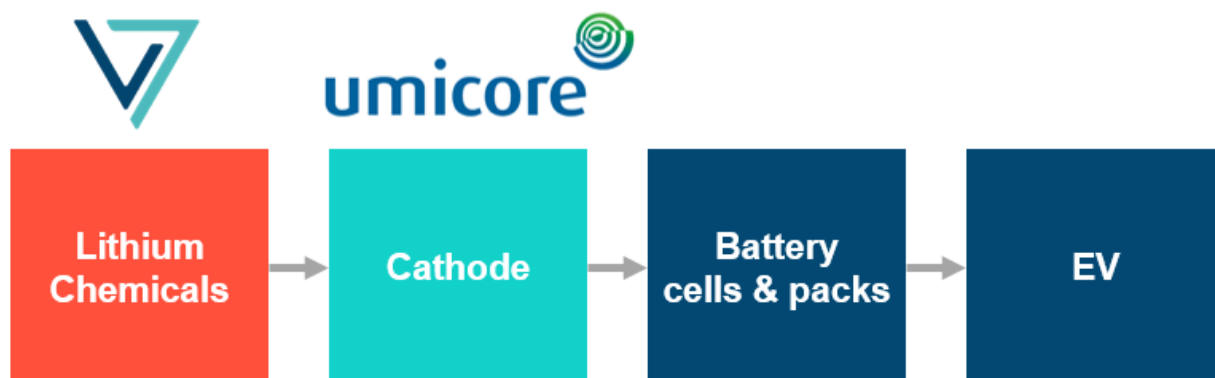 umicore
Lithium
Chemicals
Cathode
Battery
cells & packs
EV